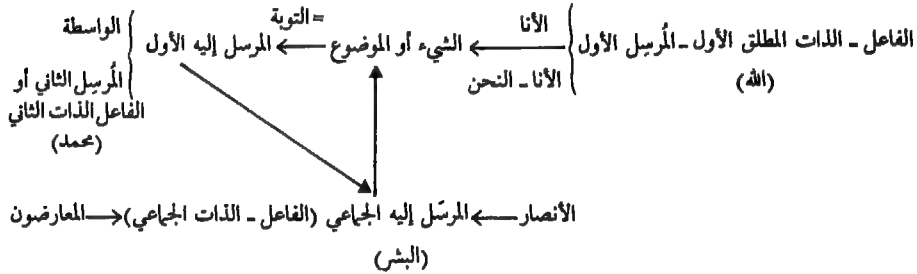 الأنا
=التوبة
الواسطة
الفاعل ـ الذات المطلق الأول ـ المُرسِل الأول
الشيء أو الموضوع
المرسل إليه الأول
(الله)
الأنا ـ النحن
المُرسِل الثاني أو
الفاعل الذات الثاني
(محمد)
الأنصار
المرسَل إليه الجماعي (الفاعل ـ الذات الجماعي)
المعارضون
(البشر)